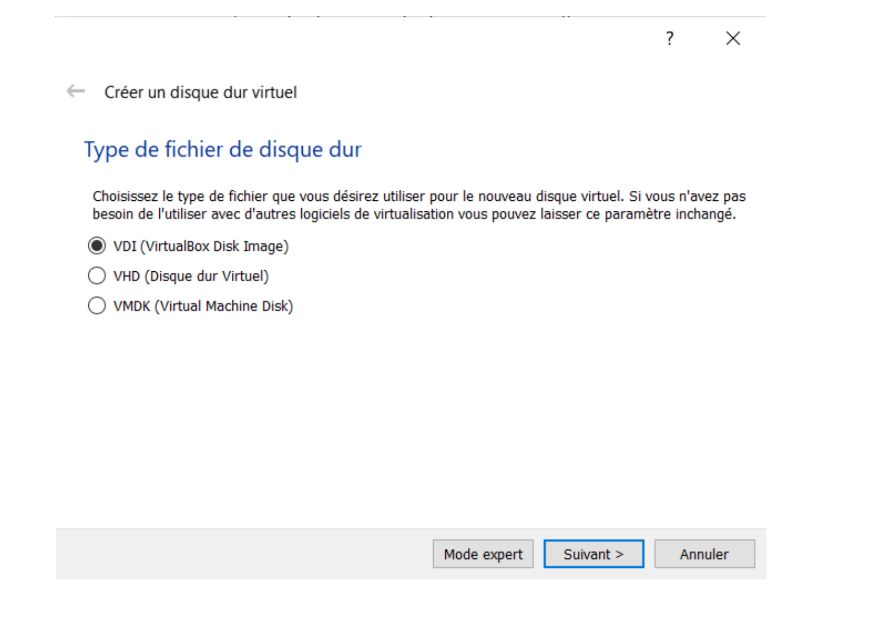 ?
Créer un disque dur virtuel
Type de fichier de disque dur
Choisissez le type de fichier que vous désirez utiliser pour le nouveau disque virtuel. Si vous n'avez pas
besoin de l'utiliser avec d'autres logiciels de virtualisation vous pouvez laisser ce paramètre inchangé.
VDI (VirtualBox Disk Image)
VHD (Disque dur Virtuel)
VMDK (Virtual Machine Disk)
Mode expert Suivant > Annuler